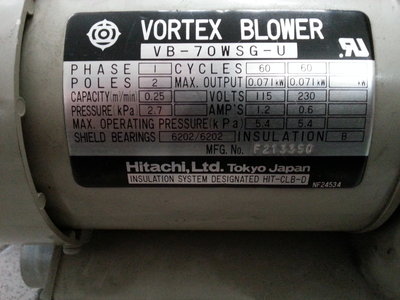 VORTEX BLOWER
VB-70WSG-U
PHASE 1 CYCLES 60 60
POLES 2 MAX. OUTPUT 0.071kW 0.071kW kW
CAPACITY(m³/min) 0.25 VOLTS 115 230
PRESSURE(kPa) 2.7 AMP'S 1.2 0.6
MAX. OPERATING PRESSURE(kPa) 5.4 5.4
SHIELD BEARINGS 6202/6202 INSULATION B
MFG. No. F213350
Hitachi, Ltd. Tokyo Japan
INSULATION SYSTEM DESIGNATED HIT-CLB-D
NF24534